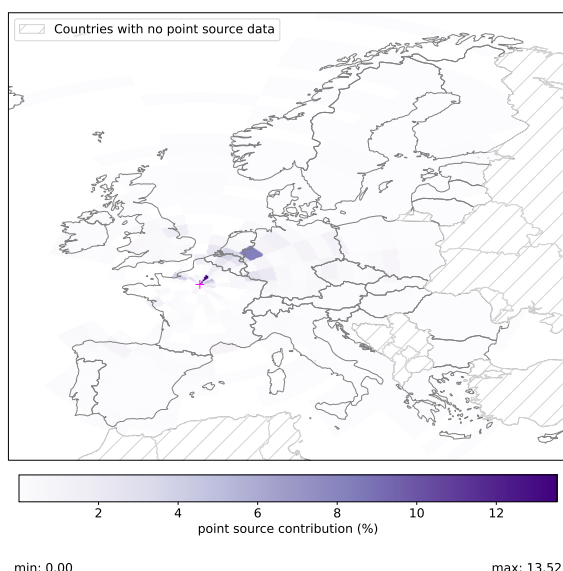 Countries with no point source data
2 4 6 8 10 12
point source contribution (%)
min: 0.00 max: 13.52